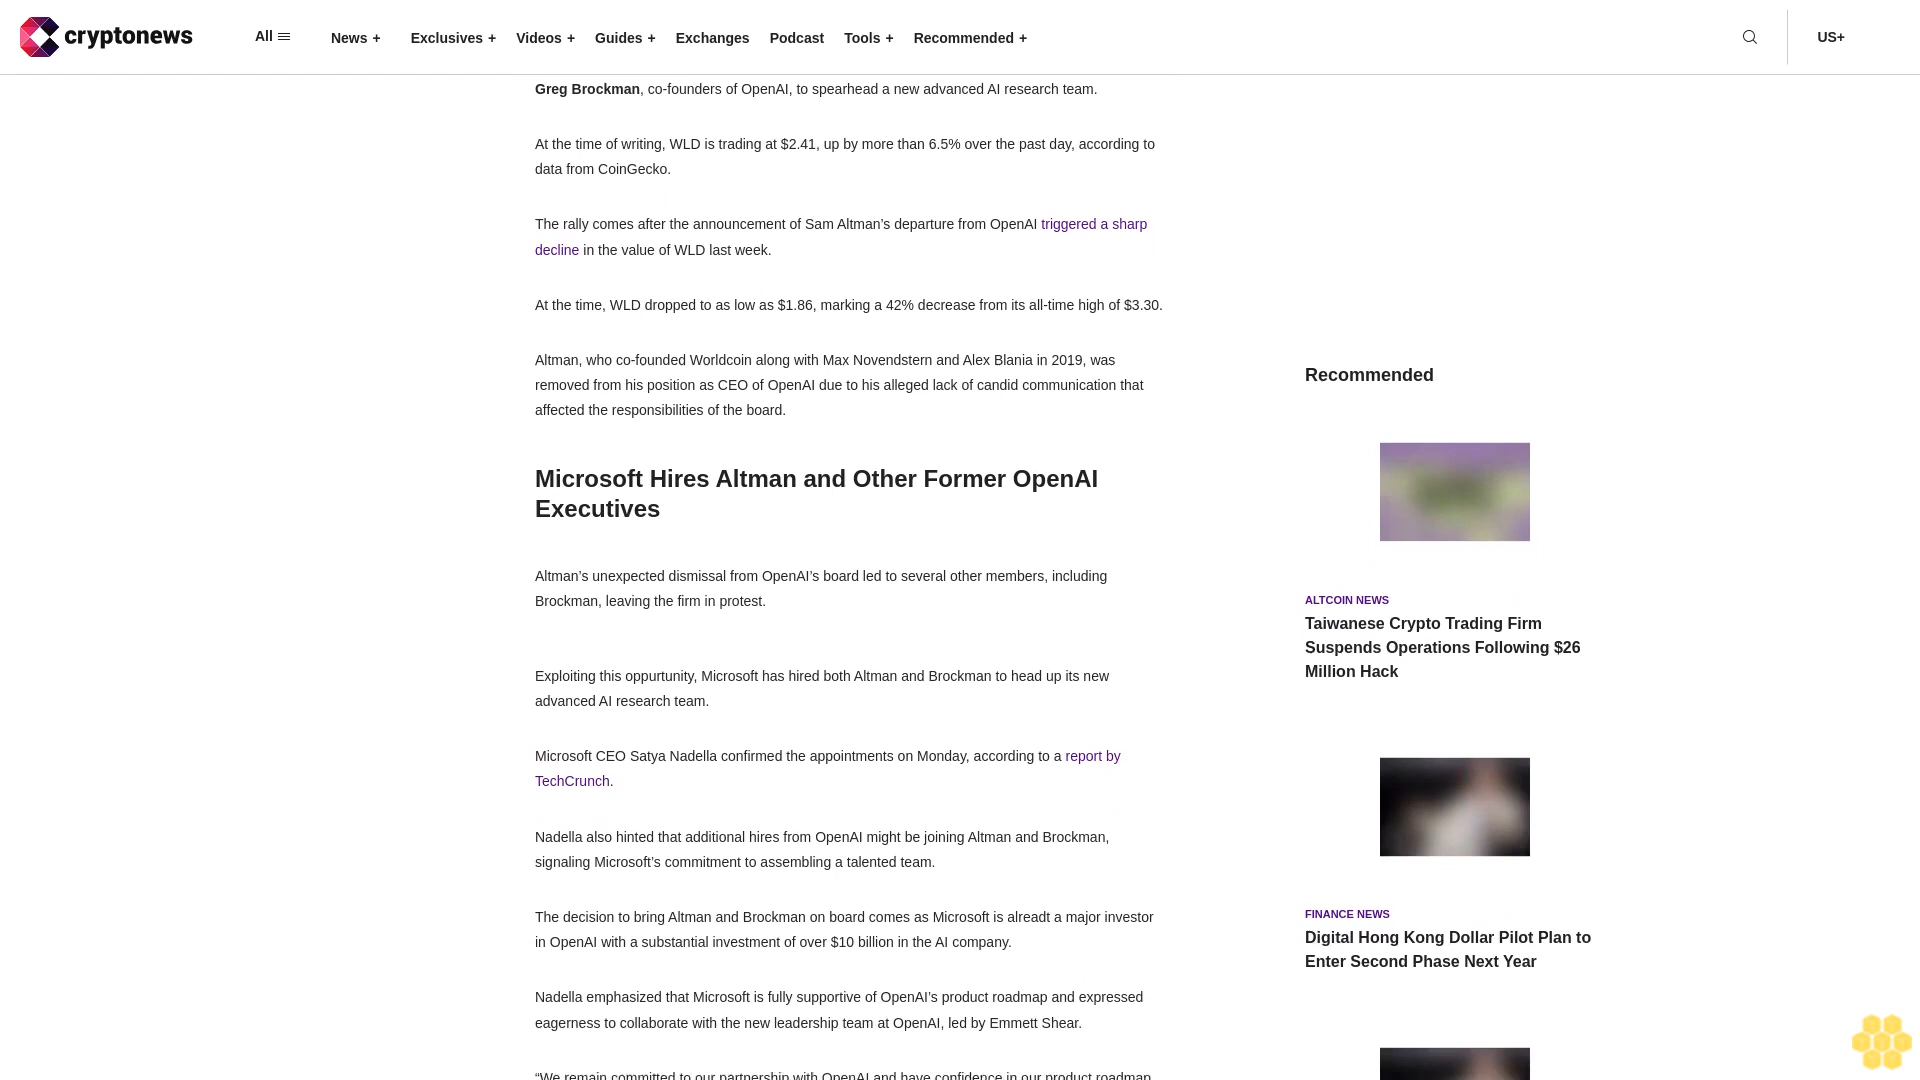 cryptonews
All
News +
Exclusives +
Videos +
Guides +
Exchanges
Podcast
Tools +
Recommended +
US+
Greg Brockman, co-founders of OpenAI, to spearhead a new advanced AI research team.
At the time of writing, WLD is trading at $2.41, up by more than 6.5% over the past day, according to
data from CoinGecko.
The rally comes after the announcement of Sam Altman’s departure from OpenAI triggered a sharp
decline in the value of WLD last week.
At the time, WLD dropped to as low as $1.86, marking a 42% decrease from its all-time high of $3.30.
Altman, who co-founded Worldcoin along with Max Novendstern and Alex Blania in 2019, was
removed from his position as CEO of OpenAI due to his alleged lack of candid communication that
affected the responsibilities of the board.
Microsoft Hires Altman and Other Former OpenAI
Executives
Altman’s unexpected dismissal from OpenAI’s board led to several other members, including
Brockman, leaving the firm in protest.
Exploiting this oppurtunity, Microsoft has hired both Altman and Brockman to head up its new
advanced AI research team.
Microsoft CEO Satya Nadella confirmed the appointments on Monday, according to a report by
TechCrunch.
Nadella also hinted that additional hires from OpenAI might be joining Altman and Brockman,
signaling Microsoft’s commitment to assembling a talented team.
The decision to bring Altman and Brockman on board comes as Microsoft is alreadt a major investor
in OpenAI with a substantial investment of over $10 billion in the AI company.
Nadella emphasized that Microsoft is fully supportive of OpenAI’s product roadmap and expressed
eagerness to collaborate with the new leadership team at OpenAI, led by Emmett Shear.
“We remain committed to our partnership with OpenAI and have confidence in our product roadmap,
Recommended
ALTCOIN NEWS
Taiwanese Crypto Trading Firm
Suspends Operations Following $26
Million Hack
FINANCE NEWS
Digital Hong Kong Dollar Pilot Plan to
Enter Second Phase Next Year